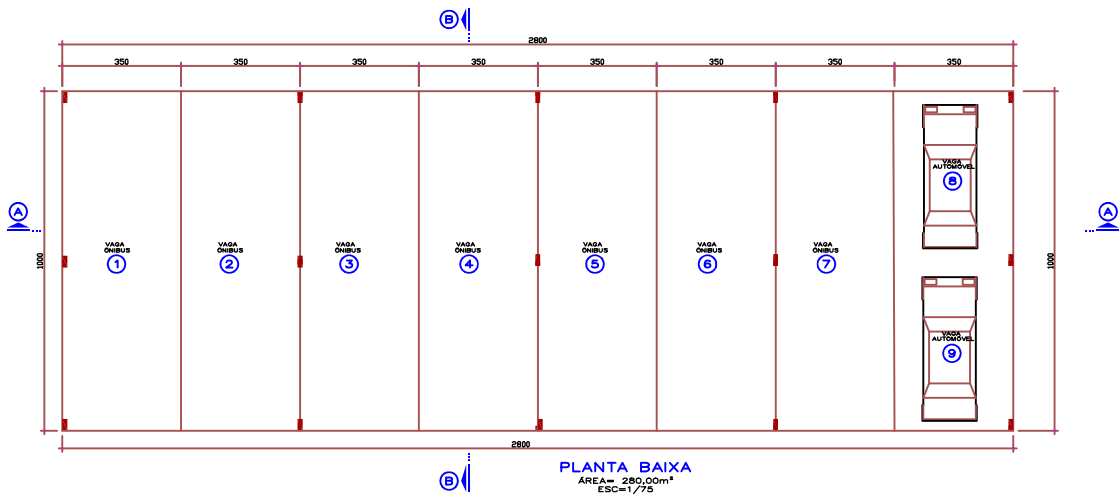 B
2800
350 350 350 350 350 350 350 350
VAGA
AUTOMÓVEL
8
A
A
VAGA
ÔNIBUS
1
VAGA
ÔNIBUS
2
VAGA
ÔNIBUS
3
VAGA
ÔNIBUS
4
VAGA
ÔNIBUS
5
VAGA
ÔNIBUS
6
VAGA
ÔNIBUS
7
1000
1000
VAGA
AUTOMÓVEL
9
2800
B
PLANTA BAIXA
ÁREA= 280,00m²
ESC=1/75